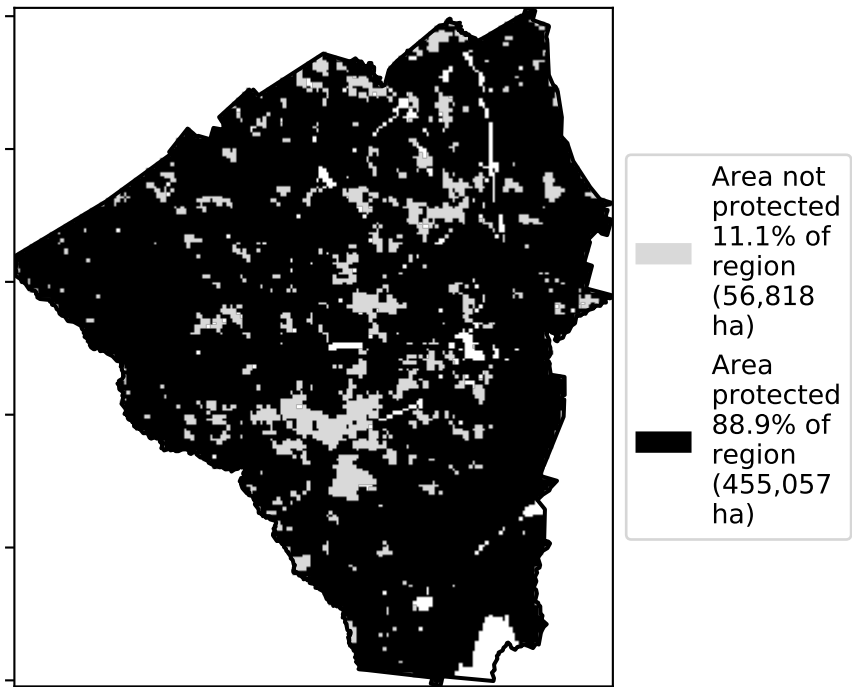 Area not
protected
11.1% of
region
(56,818
ha)
Area
protected
88.9% of
region
(455,057
ha)